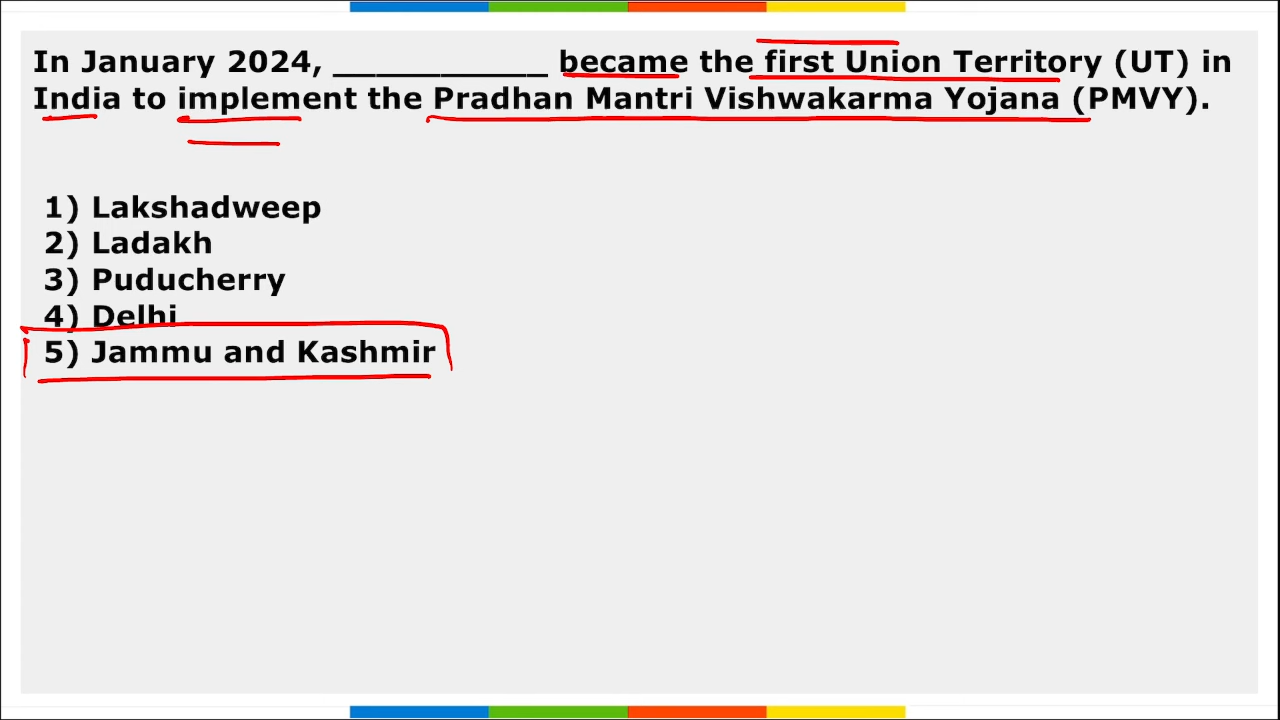 In January 2024, _____________ became the first Union Territory (UT) in
India to implement the Pradhan Mantri Vishwakarma Yojana (PMVY).
1) Lakshadweep
2) Ladakh
3) Puducherry
4) Delhi
5) Jammu and Kashmir